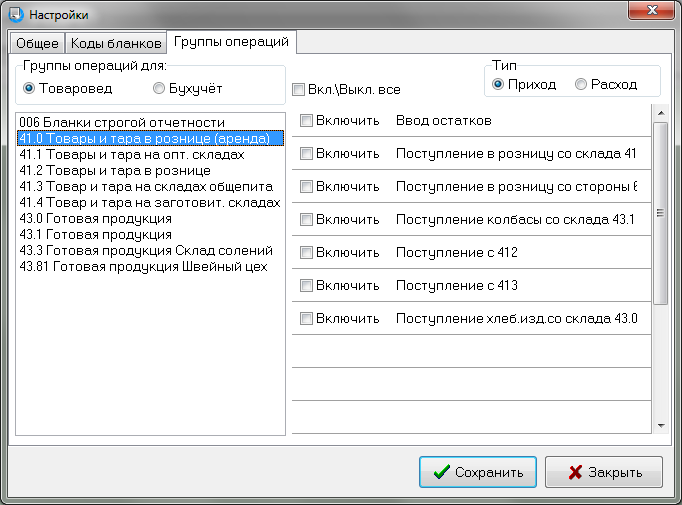 Настройки
Общее
Коды бланков
Группы операций
Группы операций для:
Товаровед
Бухучёт
Вкл.\Выкл. все
Тип
Приход
Расход
006 Бланки строгой отчетности
41.0 Товары и тара в рознице (аренда)
41.1 Товары и тара на опт. складах
41.2 Товары и тара в рознице
41.3 Товар и тара на складах общепита
41.4 Товар и тара на заготовит. складах
43.0 Готовая продукция
43.1 Готовая продукция
43.3 Готовая продукция Склад солений
43.81 Готовая продукция Швейный цех
Включить Ввод остатков
Включить Поступление в розницу со склада 41
Включить Поступление в розницу со стороны 6
Включить Поступление колбасы со склада 43.1
Включить Поступление с 412
Включить Поступление с 413
Включить Поступление хлеб.изд.со склада 43.0
Сохранить
Закрыть